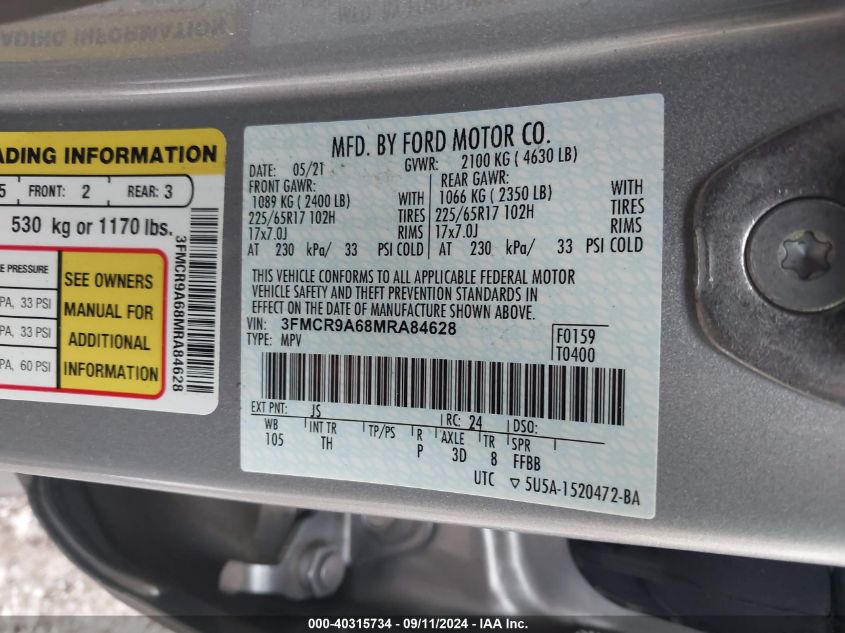 ADING INFORMATION
5 FRONT: 2 REAR: 3
530 kg or 1170 lbs.
E PRESSURE
PA, 33 PSI
PA, 33 PSI
PA, 60 PSI
SEE OWNERS
MANUAL FOR
ADDITIONAL
INFORMATION
3FMCR9A68MRA84628
MFD. BY FORD MOTOR CO.
DATE: 05/21 GVWR: 2100 KG ( 4630 LB)
FRONT GAWR: REAR GAWR:
1089 KG ( 2400 LB) WITH 1066 KG ( 2350 LB) WITH
225/65R17 102H TIRES 225/65R17 102H TIRES
17x7.0J RIMS 17x7.0J RIMS
AT 230 kPa/ 33 PSI COLD AT 230 kPa/ 33 PSI COLD
THIS VEHICLE CONFORMS TO ALL APPLICABLE FEDERAL MOTOR
VEHICLE SAFETY AND THEFT PREVENTION STANDARDS IN
EFFECT ON THE DATE OF MANUFACTURE SHOWN ABOVE.
VIN: 3FMCR9A68MRA84628
TYPE: MPV
F0159
T0400
EXT PNT: JS RC: 24 DSO:
WB INT TR TP/PS R AXLE TR SPR
105 TH P 3D 8 FFBB
UTC ▽ 5U5A-1520472-BA
000-40315734 - 09/11/2024 - IAA Inc.